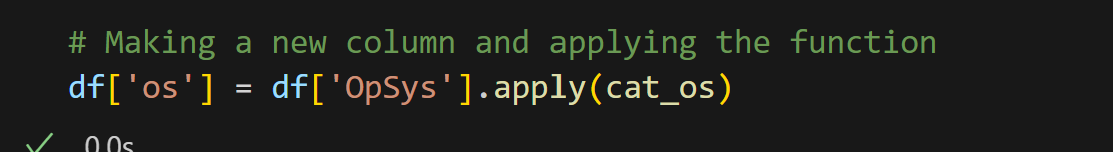 # Making a new column and applying the function
df['os'] = df['OpSys'].apply(cat_os)
0.0s